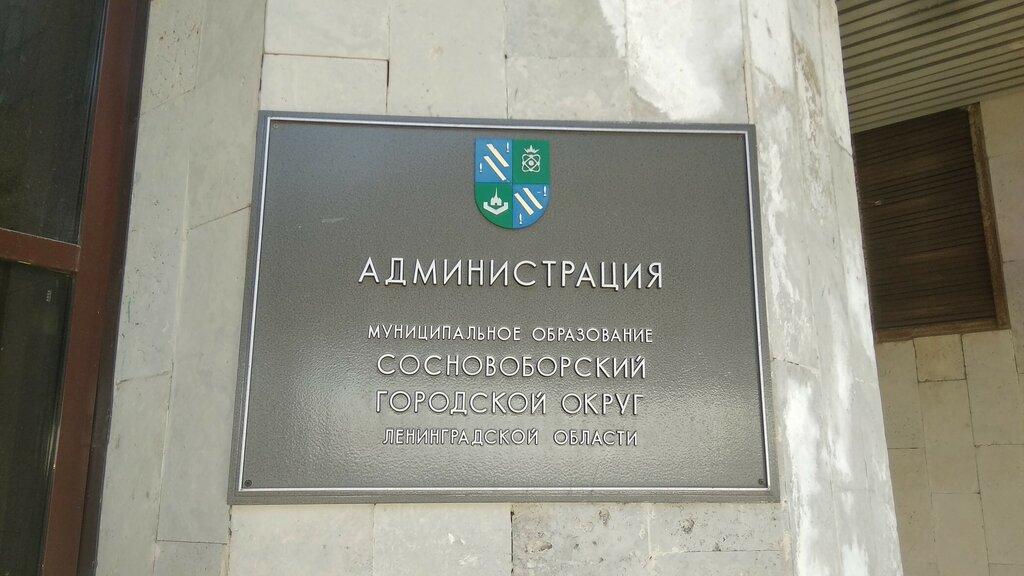 АДМИНИСТРАЦИЯ
МУНИЦИПАЛЬНОЕ ОБРАЗОВАНИЕ
СОСНОВОБОРСКИЙ
ГОРОДСКОЙ ОКРУГ
ЛЕНИНГРАДСКОЙ ОБЛАСТИ